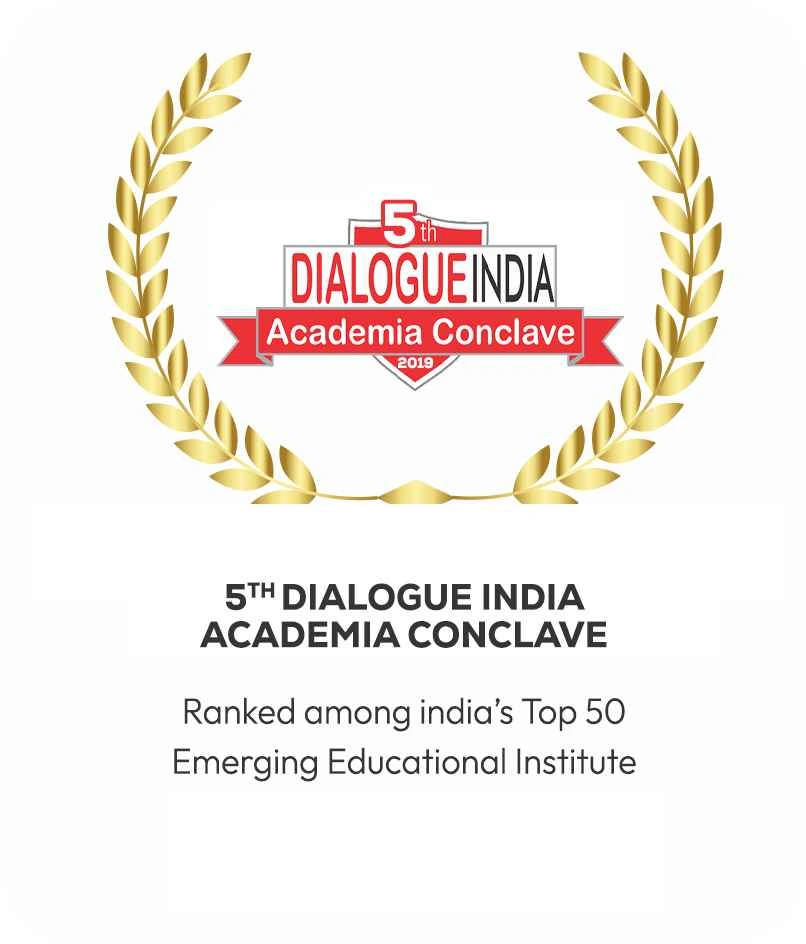 5th
DIALOGUE INDIA
Academia Conclave
2019
5TH DIALOGUE INDIA
ACADEMIA CONCLAVE
Ranked among india's Top 50
Emerging Educational Institute